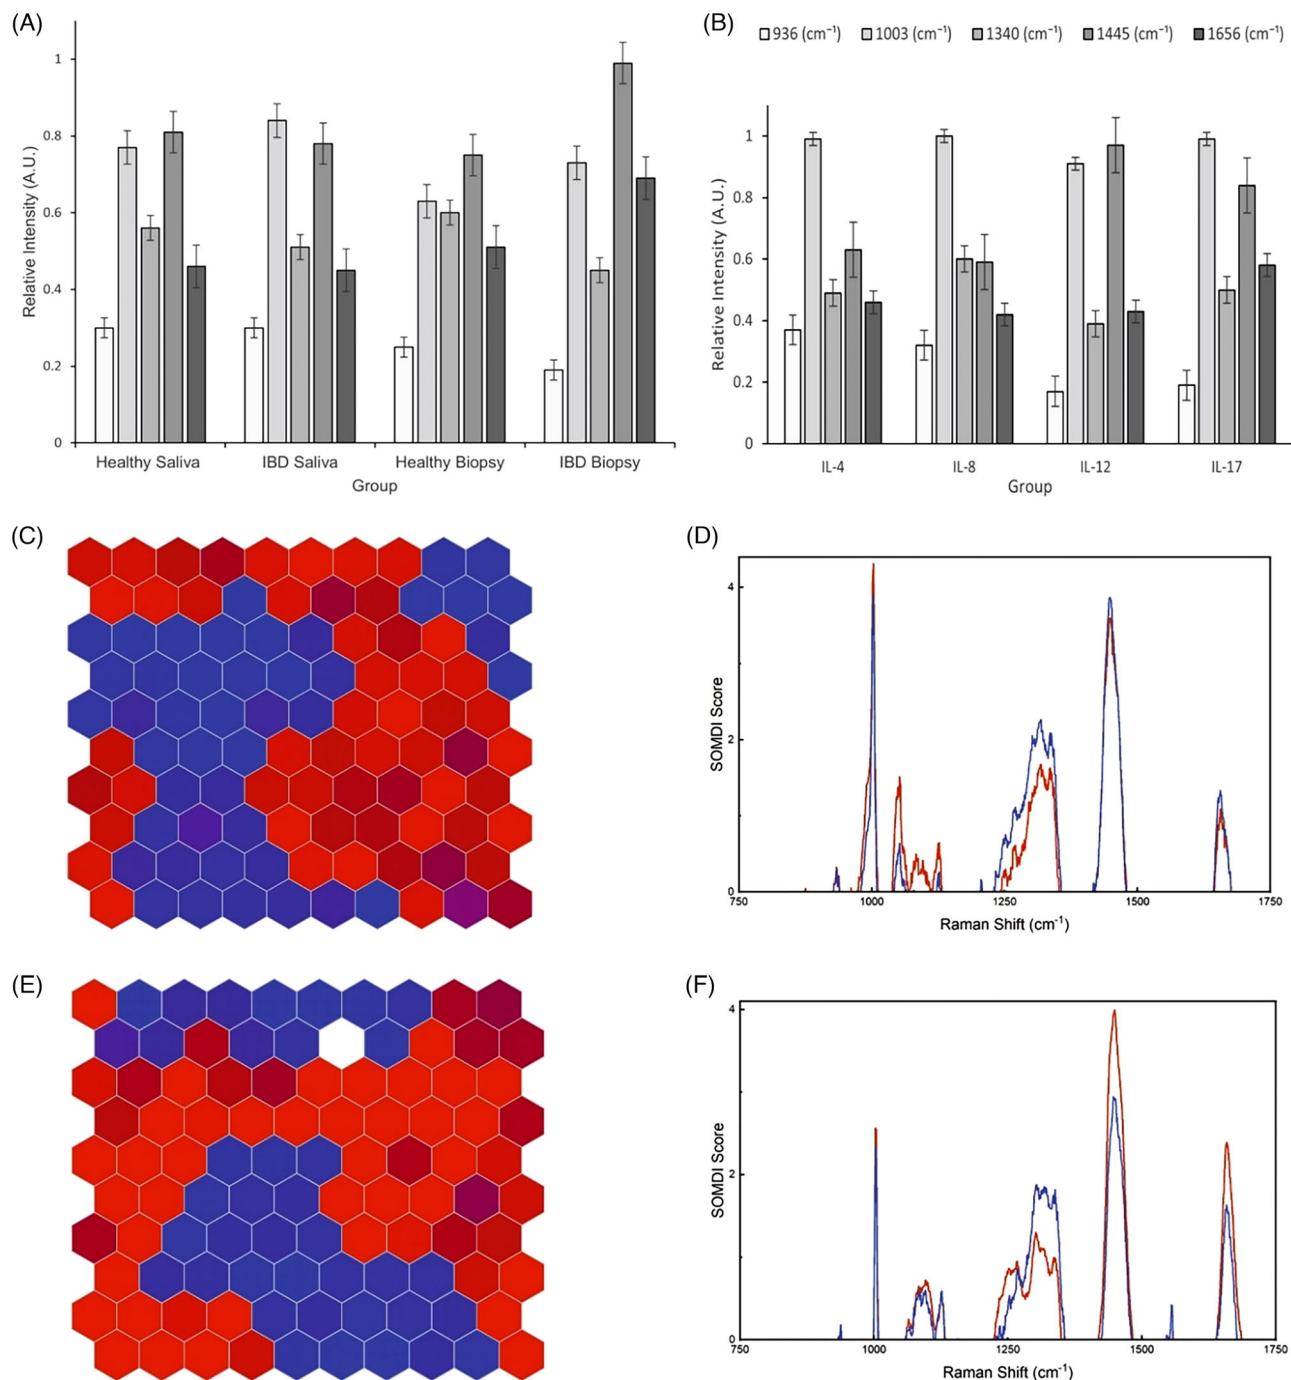 (A)
Relative Intensity (A.U.)
1
0.8
0.6
0.4
0.2
0
Healthy Saliva IBD Saliva Healthy Biopsy IBD Biopsy
Group
(B)
936 (cm⁻¹) 1003 (cm⁻¹) 1340 (cm⁻¹) 1445 (cm⁻¹) 1656 (cm⁻¹)
Relative Intensity (A.U.)
1
0.8
0.6
0.4
0.2
0
IL-4 IL-8 IL-12 IL-17
Group
(C)
(D)
SOMDI Score
4
2
0
750 1000 1250 1500 1750
Raman Shift (cm⁻¹)
(E)
(F)
SOMDI Score
4
2
0
750 1000 1250 1500 1750
Raman Shift (cm⁻¹)